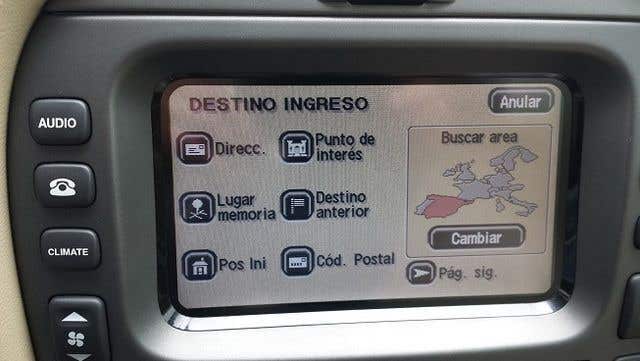 DESTINO INGRESO
Anular
AUDIO
Direcc.
Punto de
interés
Buscar area
Lugar
memoria
Destino
anterior
Cambiar
CLIMATE
Pos Ini
Cód. Postal
Pág. sig.